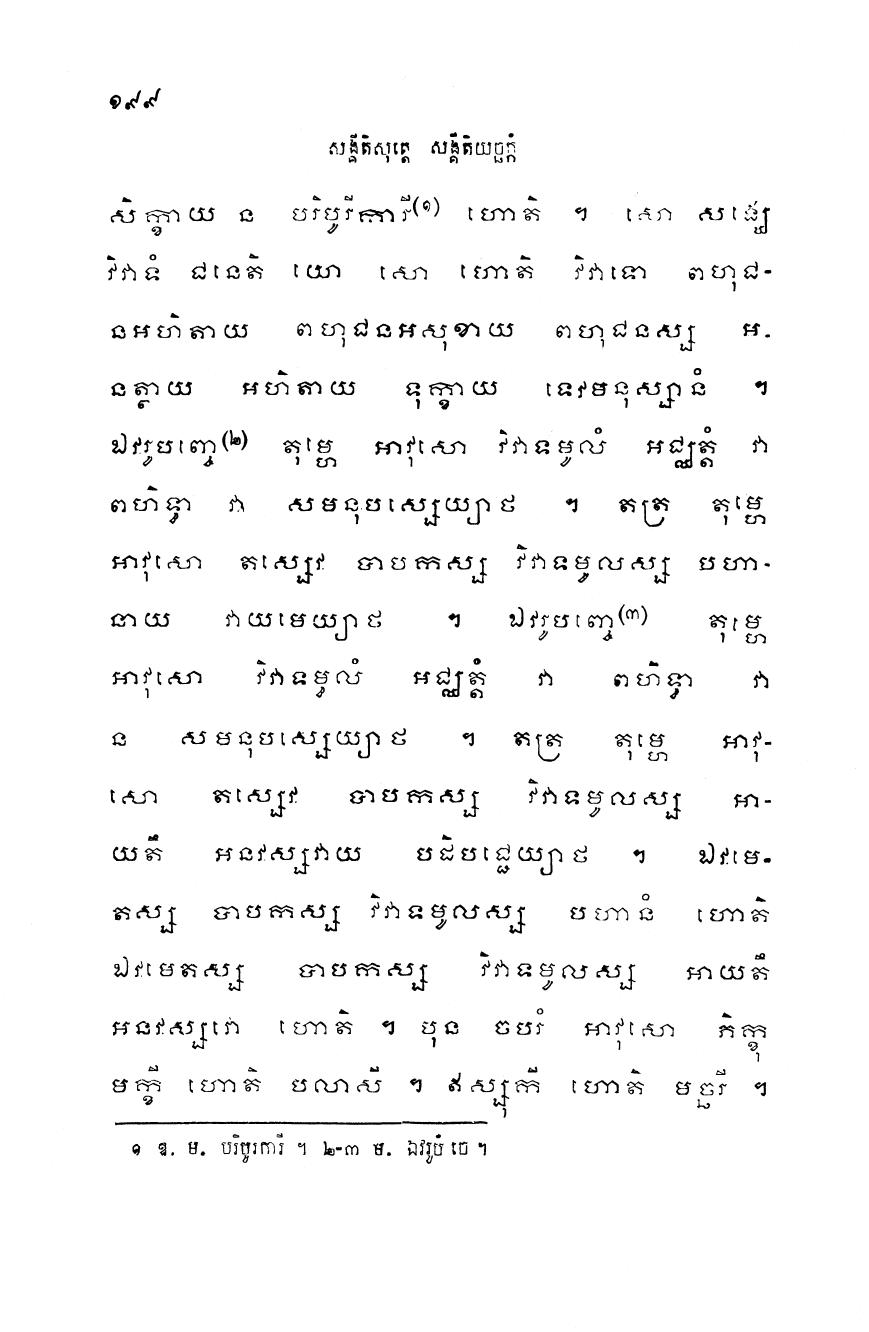 ១៩៩
សង្គីតិសុត្តេ សង្គីតិយច្ឆក្កំ
សិក្ខាយ ន បរិបូរីការី(១) ហោតិ ។ សោ សង្ឃេ
វិវាទំ ជនេតិ យោ សោ ហោតិ វិវាទោ ពហុជ-
នអហិតាយ ពហុជនអសុខាយ ពហុជនស្ស អ-
នត្ថាយ អហិតាយ ទុក្ខាយ ទេវមនុស្សានំ ។
ឯវរូបញ្ចេ(២) តុម្ហេ អាវុសោ វិវាទមូលំ អជ្ឈត្តំ វា
ពហិទ្ធា វា សមនុបស្សេយ្យាថ ។ តត្រ តុម្ហេ
អាវុសោ តស្សេវ បាបកស្ស វិវាទមូលស្ស បហា-
នាយ វាយមេយ្យាថ ។ ឯវរូបញ្ចេ(៣) តុម្ហេ
អាវុសោ វិវាទមូលំ អជ្ឈត្តំ វា ពហិទ្ធា វា
ន សមនុបស្សេយ្យាថ ។ តត្រ តុម្ហេ អាវុ-
សោ តស្សេវ បាបកស្ស វិវាទមូលស្ស អា-
យតឹ អនវស្សវាយ បដិបជ្ជេយ្យាថ ។ ឯវមេ-
តស្ស បាបកស្ស វិវាទមូលស្ស បហានំ ហោតិ
ឯវមេតស្ស បាបកស្ស វិវាទមូលស្ស អាយតឹ
អនវស្សវោ ហោតិ ។ បុន ចបរំ អាវុសោ ភិក្ខុ
មក្ខី ហោតិ បលាសី ។ ឥស្សុកី ហោតិ មច្ឆរី ។
១ ឱ. ម. បរិបូរការី ។ ២-៣ ម. ឯវរូបំ ចេ ។